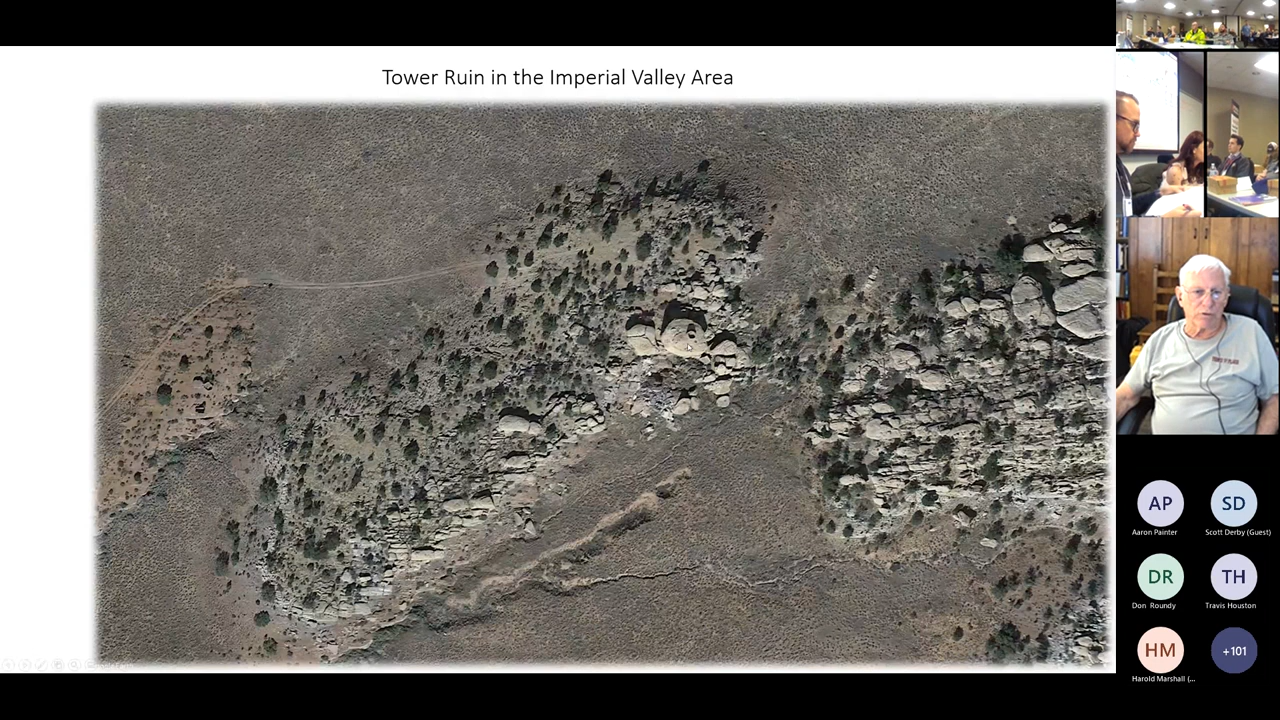 Tower Ruin in the Imperial Valley Area
AP
Aaron Painter
SD
Scott Derby (Guest)
DR
Don Roundy
TH
Travis Houston
HM
Harold Marshall (...
+101